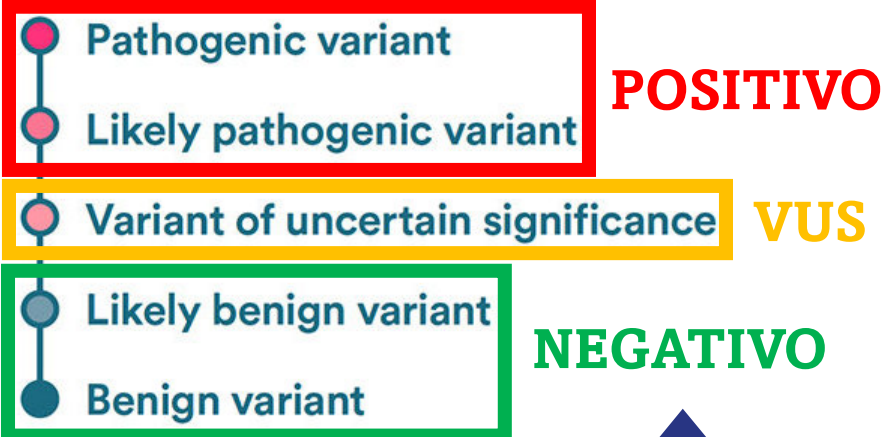 Pathogenic variant
POSITIVO
Likely pathogenic variant
Variant of uncertain significance
VUS
Likely benign variant
NEGATIVO
Benign variant